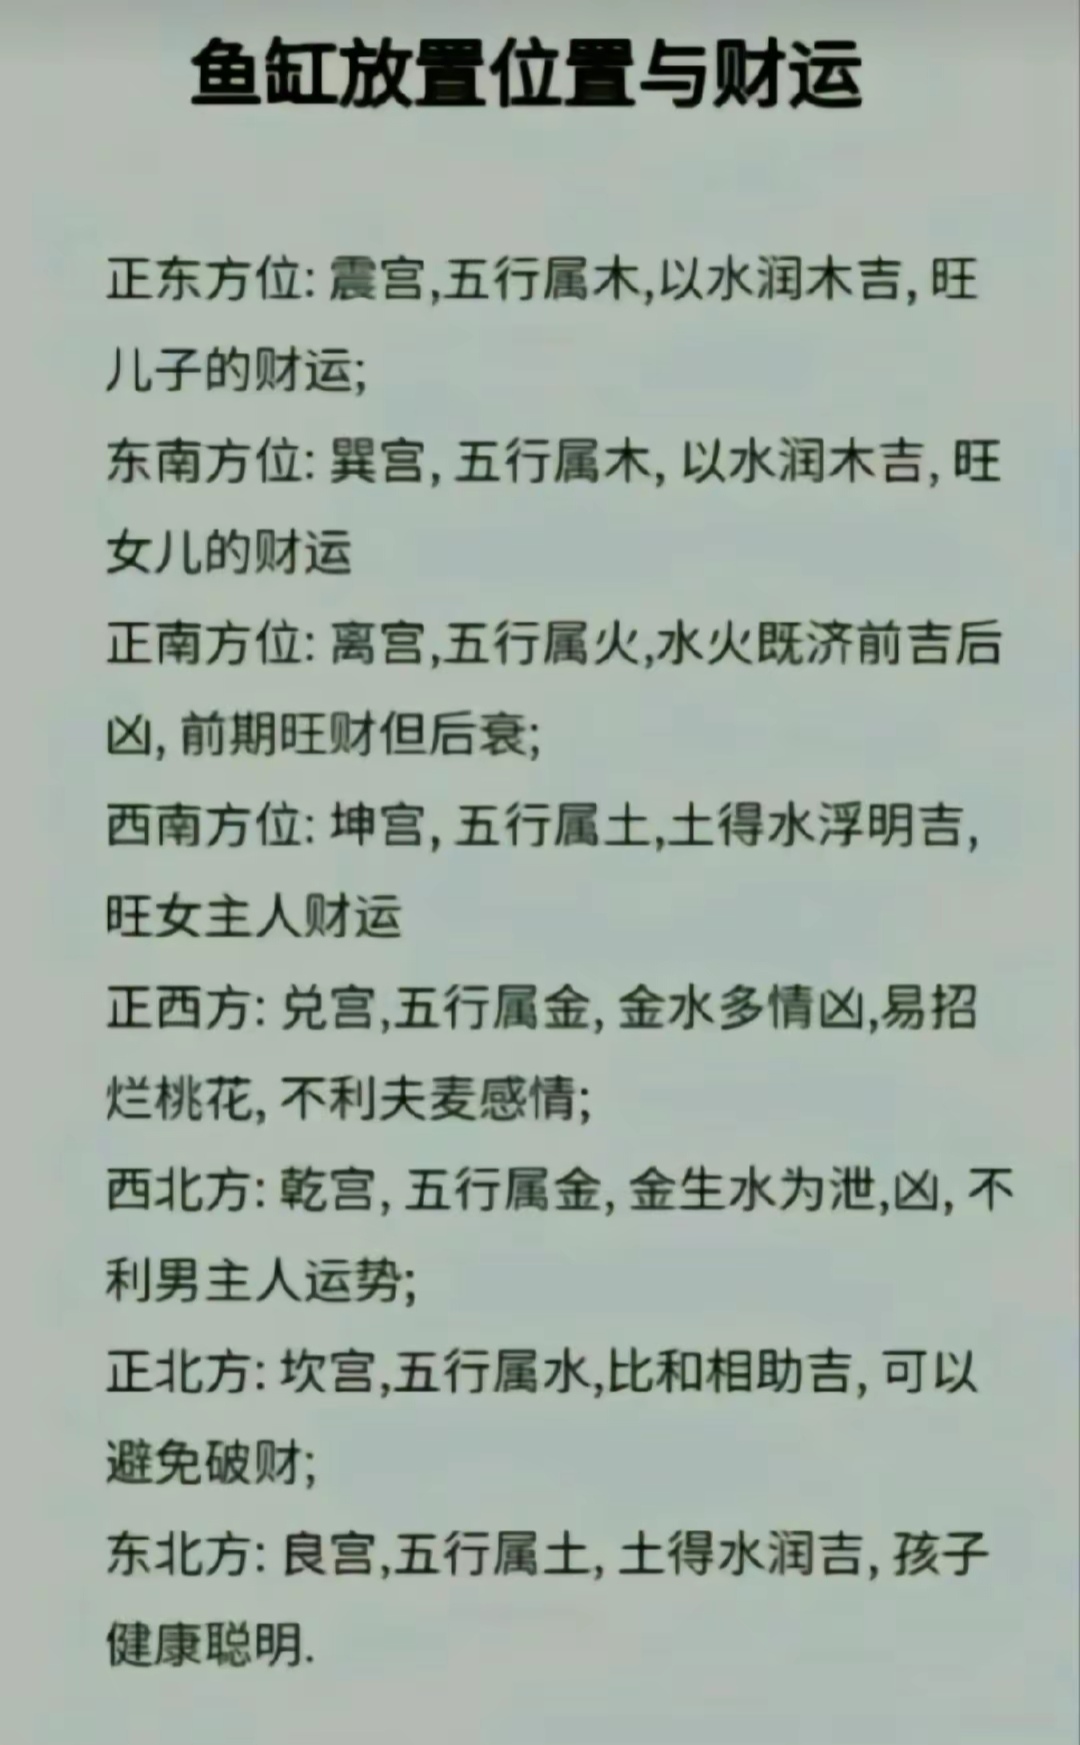 鱼缸放置位置与财运
正东方位: 震宫,五行属木,以水润木吉, 旺
儿子的财运;
东南方位: 巽宫, 五行属木, 以水润木吉, 旺
女儿的财运
正南方位: 离宫,五行属火,水火既济前吉后
凶, 前期旺财但后衰;
西南方位: 坤宫, 五行属土,土得水浮明吉,
旺女主人财运
正西方: 兑宫,五行属金, 金水多情凶,易招
烂桃花, 不利夫麦感情;
西北方: 乾宫, 五行属金, 金生水为泄,凶, 不
利男主人运势;
正北方: 坎宫,五行属水,比和相助吉, 可以
避免破财;
东北方: 良宫,五行属土, 土得水润吉, 孩子
健康聪明.